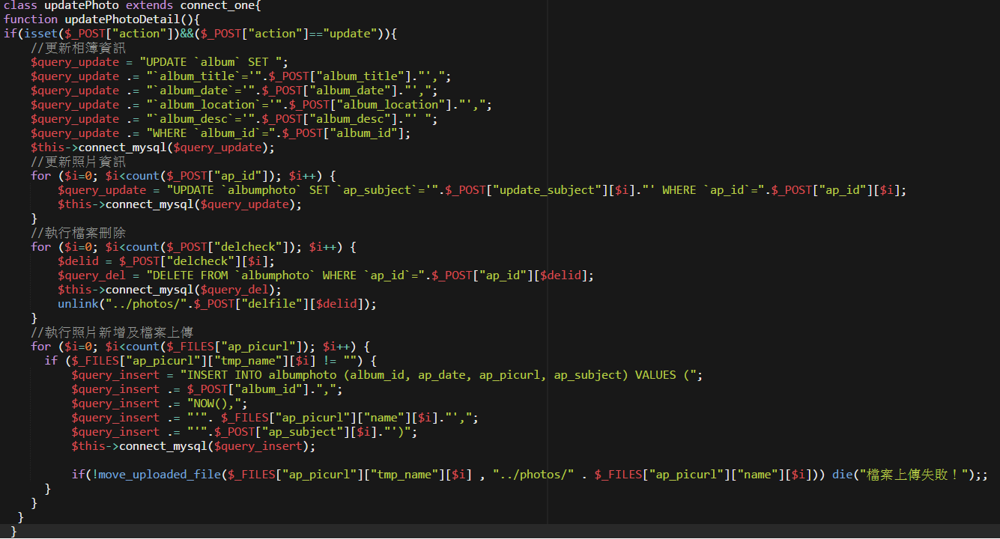 class updatePhoto extends connect_one{
function updatePhotoDetail(){
if(isset($_POST["action"])&&($_POST["action"]=="update")){
    //更新相簿資訊
    $query_update = "UPDATE `album` SET ";
    $query_update .= "`album_title`='".$_POST["album_title"]."',";
    $query_update .= "`album_date`='".$_POST["album_date"]."',";
    $query_update .= "`album_location`='".$_POST["album_location"]."',";
    $query_update .= "`album_desc`='".$_POST["album_desc"]."' ";
    $query_update .= "WHERE `album_id`=".$_POST["album_id"];
    $this->connect_mysql($query_update);
    //更新照片資訊
    for ($i=0; $i<count($_POST["ap_id"]); $i++) {
        $query_update = "UPDATE `albumphoto` SET `ap_subject`='".$_POST["update_subject"][$i]."' WHERE `ap_id`=".$_POST["ap_id"][$i];
        $this->connect_mysql($query_update);
    }
    //執行檔案刪除
    for ($i=0; $i<count($_POST["delcheck"]); $i++) {
        $delid = $_POST["delcheck"][$i];
        $query_del = "DELETE FROM `albumphoto` WHERE `ap_id`=".$_POST["ap_id"][$delid];
        $this->connect_mysql($query_del);
        unlink("../photos/".$_POST["delfile"][$delid]);
    }
    //執行照片新增及檔案上傳
    for ($i=0; $i<count($_FILES["ap_picurl"]); $i++) {
      if ($_FILES["ap_picurl"]["tmp_name"][$i] != "") {
          $query_insert = "INSERT INTO albumphoto (album_id, ap_date, ap_picurl, ap_subject) VALUES (";
          $query_insert .= $_POST["album_id"].",";
          $query_insert .= "NOW(),";
          $query_insert .= "'". $_FILES["ap_picurl"]["name"][$i]."',";
          $query_insert .= "'".$_POST["ap_subject"][$i]."')";
          $this->connect_mysql($query_insert);

          if(!move_uploaded_file($_FILES["ap_picurl"]["tmp_name"][$i] , "../photos/" . $_FILES["ap_picurl"]["name"][$i])) die("檔案上傳失敗！");;
      }
    }
  }
 }